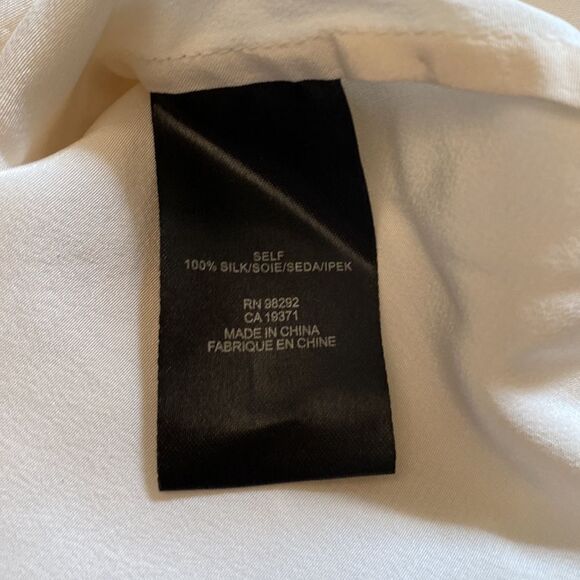 SELF
100% SILK/SOIE/SEDA/IPEK
RN 98292
CA 19371
MADE IN CHINA
FABRIQUE EN CHINE